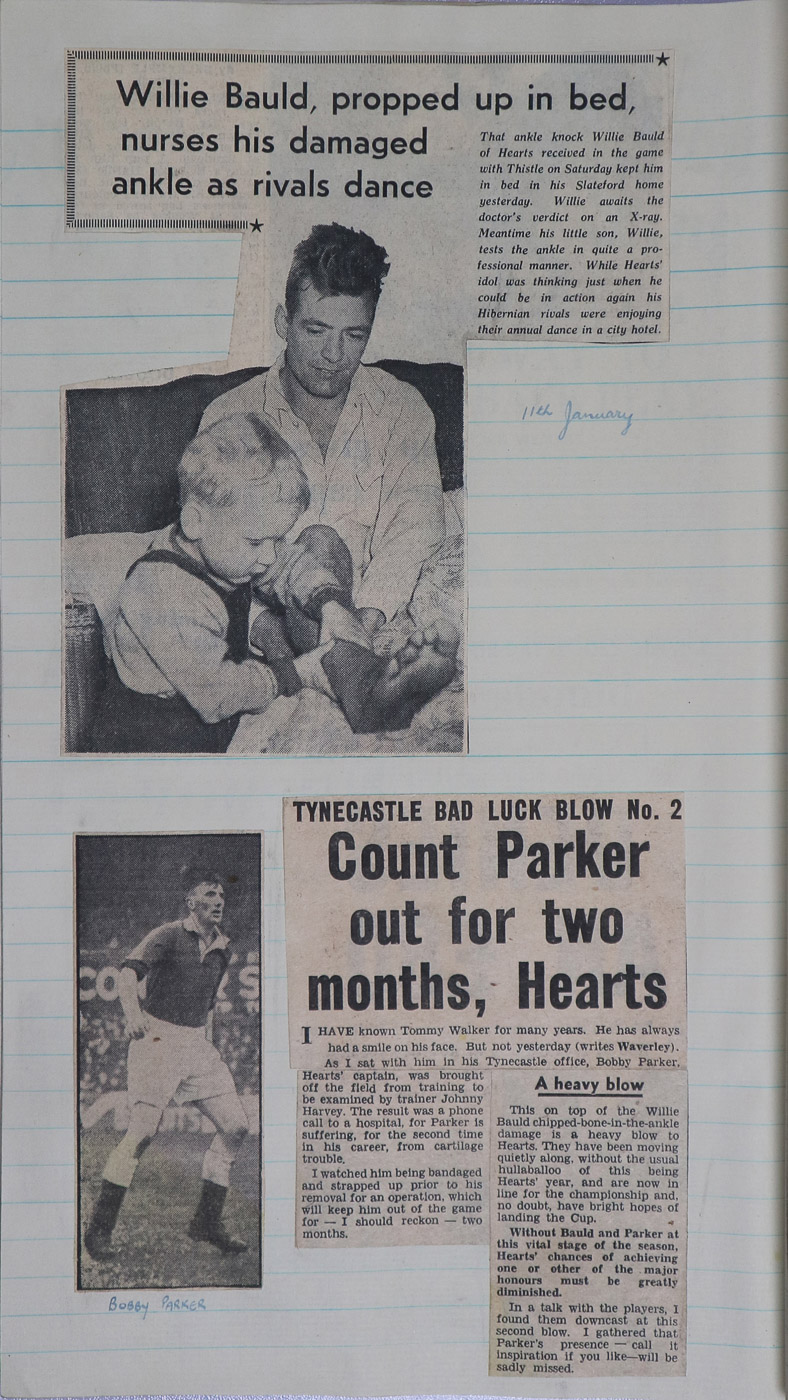 Willie Bauld, propped up in bed,
nurses his damaged
ankle as rivals dance
That ankle knock Willie Bauld
of Hearts received in the game
with Thistle on Saturday kept him
in bed in his Slateford home
yesterday. Willie awaits the
doctor's verdict on an X-ray.
Meantime his little son, Willie,
tests the ankle in quite a pro-
fessional manner. While Hearts'
idol was thinking just when he
could be in action again his
Hibernian rivals were enjoying
their annual dance in a city hotel.
11th January
TYNECASTLE BAD LUCK BLOW No. 2
Count Parker
out for two
months, Hearts
I HAVE known Tommy Walker for many years. He has always
had a smile on his face. But not yesterday (writes Waverley).
As I sat with him in his Tynecastle office, Bobby Parker,
Hearts' captain, was brought
off the field from training to
be examined by trainer Johnny
Harvey. The result was a phone
call to a hospital, for Parker is
suffering, for the second time
in his career, from cartilage
trouble.
I watched him being bandaged
and strapped up prior to his
removal for an operation, which
will keep him out of the game
for — I should reckon — two
months.
A heavy blow
This on top of the Willie
Bauld chipped-bone-in-the-ankle
damage is a heavy blow to
Hearts. They have been moving
quietly along, without the usual
hullaballoo of this being
Hearts' year, and are now in
line for the championship and,
no doubt, have bright hopes of
landing the Cup.
Without Bauld and Parker at
this vital stage of the season,
Hearts' chances of achieving
one or other of the major
honours must be greatly
diminished.
In a talk with the players, I
found them downcast at this
second blow. I gathered that
Parker's presence — call it
inspiration if you like—will be
sadly missed.
BOBBY PARKER